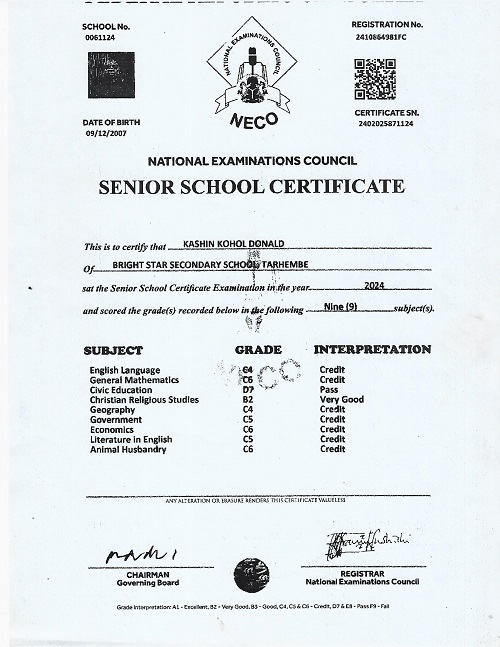 SCHOOL No.
0061124
REGISTRATION No.
2410864981FC
NATIONAL EXAMINATIONS COUNCIL
NECO
DATE OF BIRTH
09/12/2007
CERTIFICATE SN.
2402025871124
NATIONAL EXAMINATIONS COUNCIL
SENIOR SCHOOL CERTIFICATE
This is to certify that KASHIN KOHOL DONALD
Of BRIGHT STAR SECONDARY SCHOOL, TARHEMBE
sat the Senior School Certificate Examination in the year 2024
and scored the grade(s) recorded below in the following Nine (9) subject(s).
SUBJECT GRADE INTERPRETATION
English Language C4 Credit
General Mathematics C6 Credit
Civic Education D7 Pass
Christian Religious Studies B2 Very Good
Geography C4 Credit
Government C5 Credit
Economics C6 Credit
Literature in English C5 Credit
Animal Husbandry C6 Credit
ANY ALTERATION OR ERASURE RENDERS THIS CERTIFICATE VALUELESS
CHAIRMAN
Governing Board
REGISTRAR
National Examinations Council
Grade Interpretation: A1 - Excellent, B2 - Very Good, B3 - Good, C4, C5 & C6 - Credit, D7 & E8 - Pass F9 - Fail